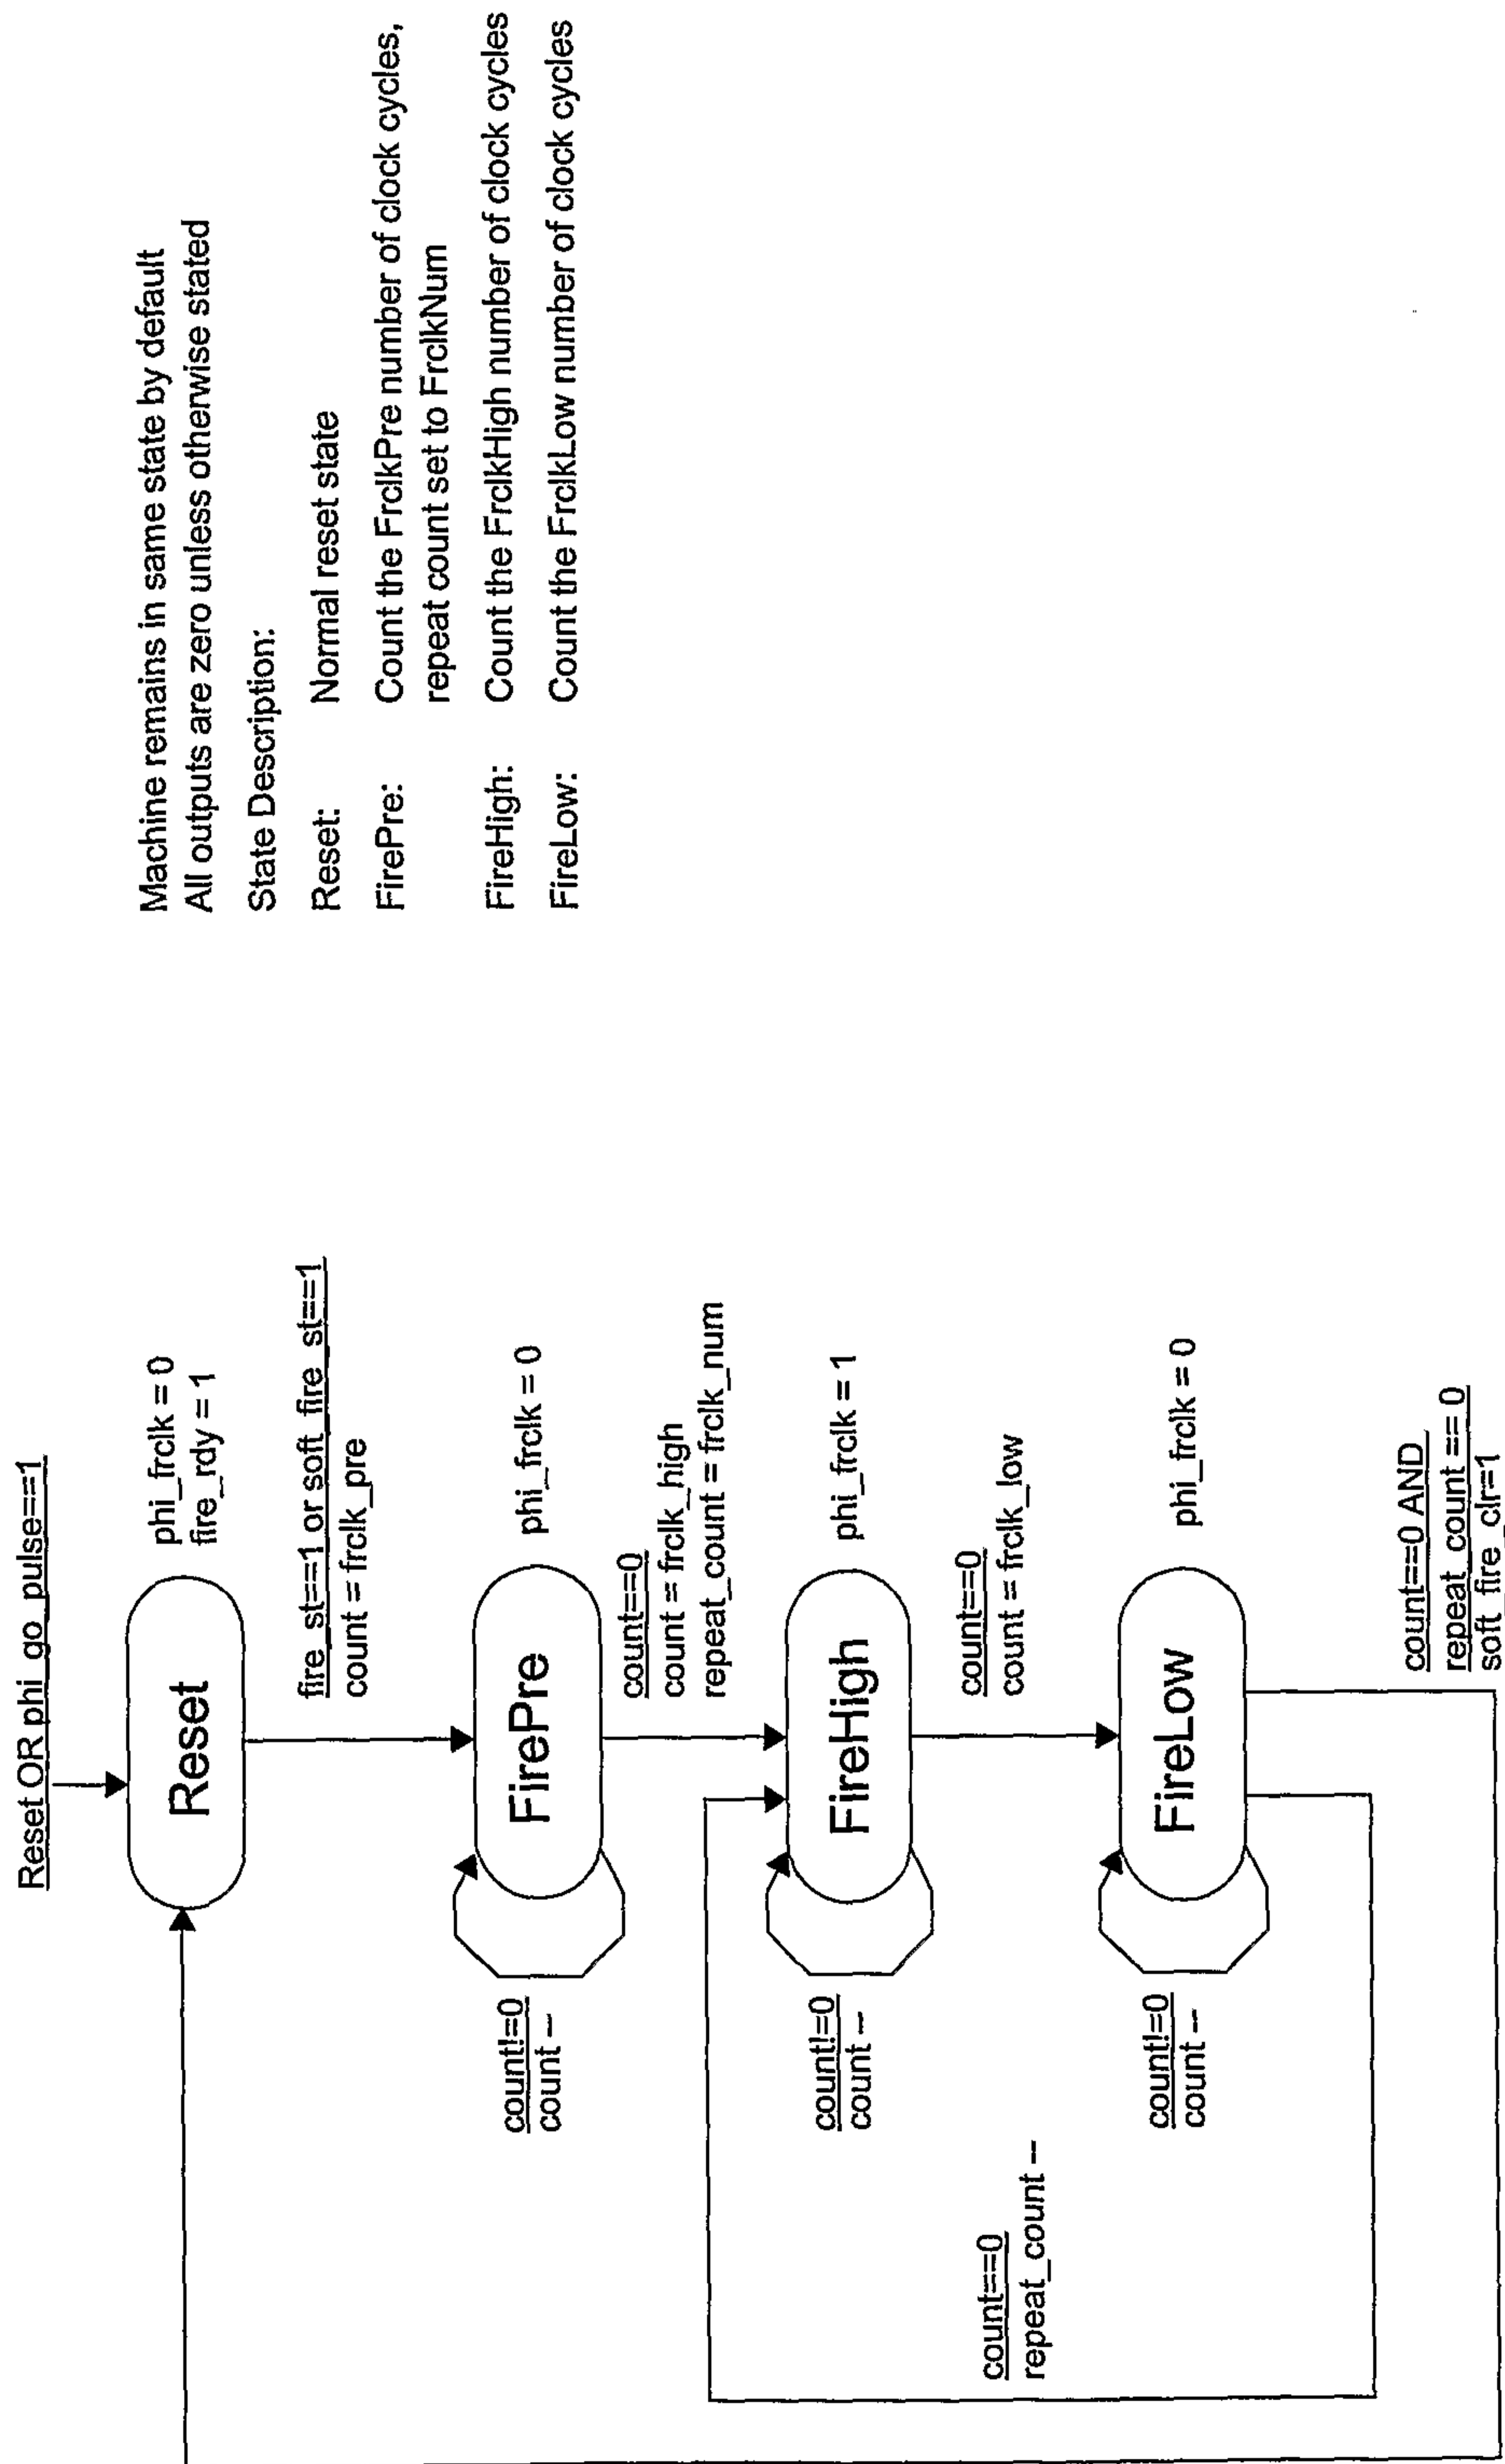 Reset OR phi_go_pulse==1
Reset
phi_frclk = 0
fire_rdy = 1
fire_st==1 or soft_fire_st==1
count = frclk_pre
count!=0
count --
FirePre
phi_frclk = 0
count==0
count = frclk_high
repeat_count = frclk_num
count!=0
count --
FireHigh
phi_frclk = 1
count==0
repeat_count --
count==0
count = frclk_low
count!=0
count --
FireLow
phi_frclk = 0
count==0 AND
repeat_count == 0
soft_fire_clr=1
Machine remains in same state by default
All outputs are zero unless otherwise stated
State Description:
Reset: Normal reset state
FirePre: Count the FrclkPre number of clock cycles,
repeat count set to FrclkNum
FireHigh: Count the FrclkHigh number of clock cycles
FireLow: Count the FrclkLow number of clock cycles